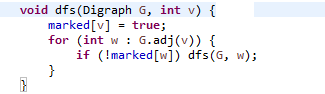 void dfs(Digraph G, int v) {
    marked[v] = true;
    for (int w : G.adj(v)) {
        if (!marked[w]) dfs(G, w);
    }
}